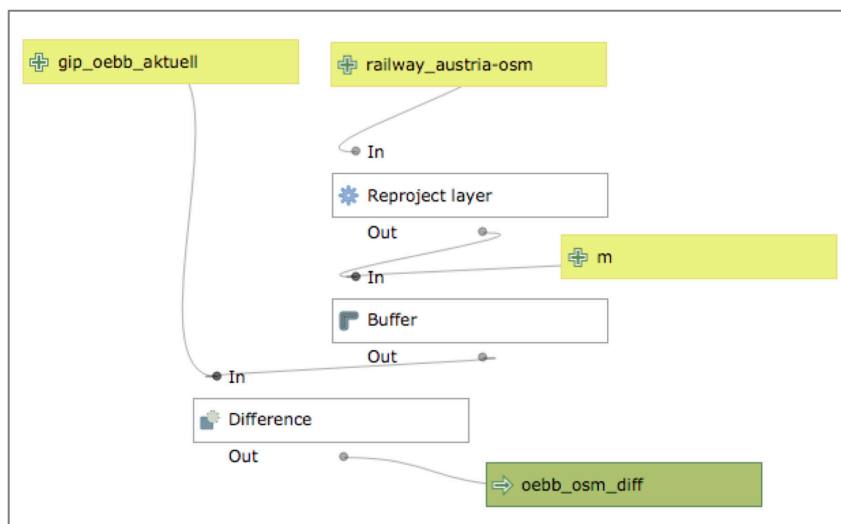 gip_oebb_aktuell
railway_austria-osm
In
Reproject layer
Out
m
In
Buffer
Out
In
Difference
Out
oebb_osm_diff